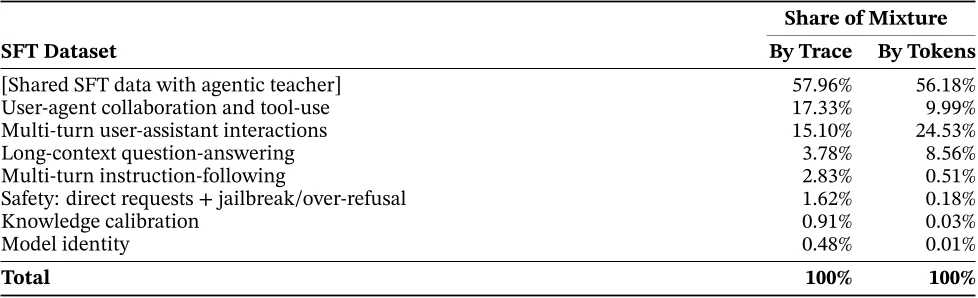 Share of Mixture
SFT Dataset By Trace By Tokens
[Shared SFT data with agentic teacher] 57.96% 56.18%
User-agent collaboration and tool-use 17.33% 9.99%
Multi-turn user-assistant interactions 15.10% 24.53%
Long-context question-answering 3.78% 8.56%
Multi-turn instruction-following 2.83% 0.51%
Safety: direct requests + jailbreak/over-refusal 1.62% 0.18%
Knowledge calibration 0.91% 0.03%
Model identity 0.48% 0.01%
Total 100% 100%